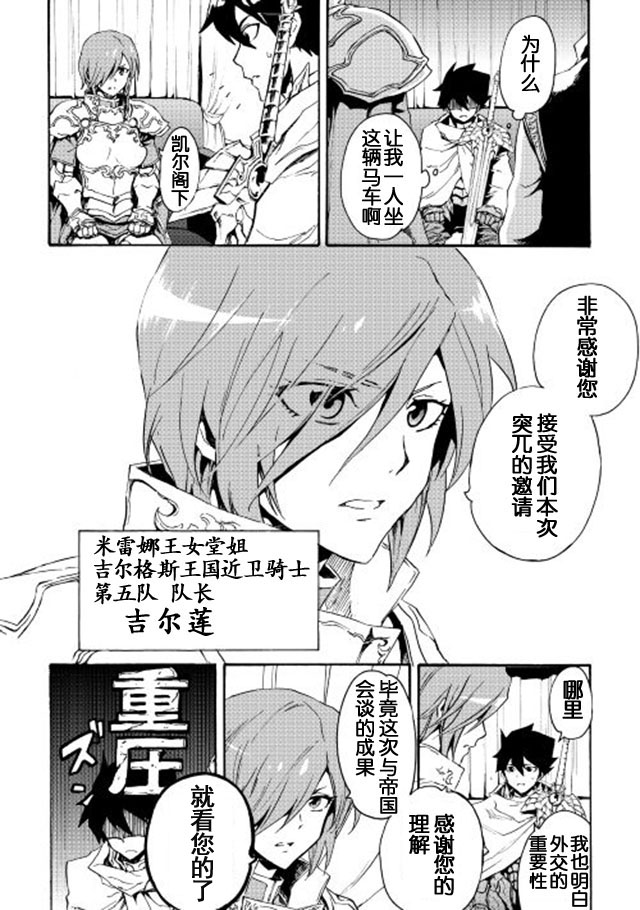 为什么
让我一人坐
这辆马车啊
凯尔阁下
非常感谢您
接受我们本次
突兀的邀请
米雷娜王女堂姐
吉尔格斯王国近卫骑士
第五队 队长
吉尔莲
哪里
我也明白
外交的
重要性
感谢您的
理解
毕竟这次与帝国
会谈的成果
就看您的了
重圧
ズズ